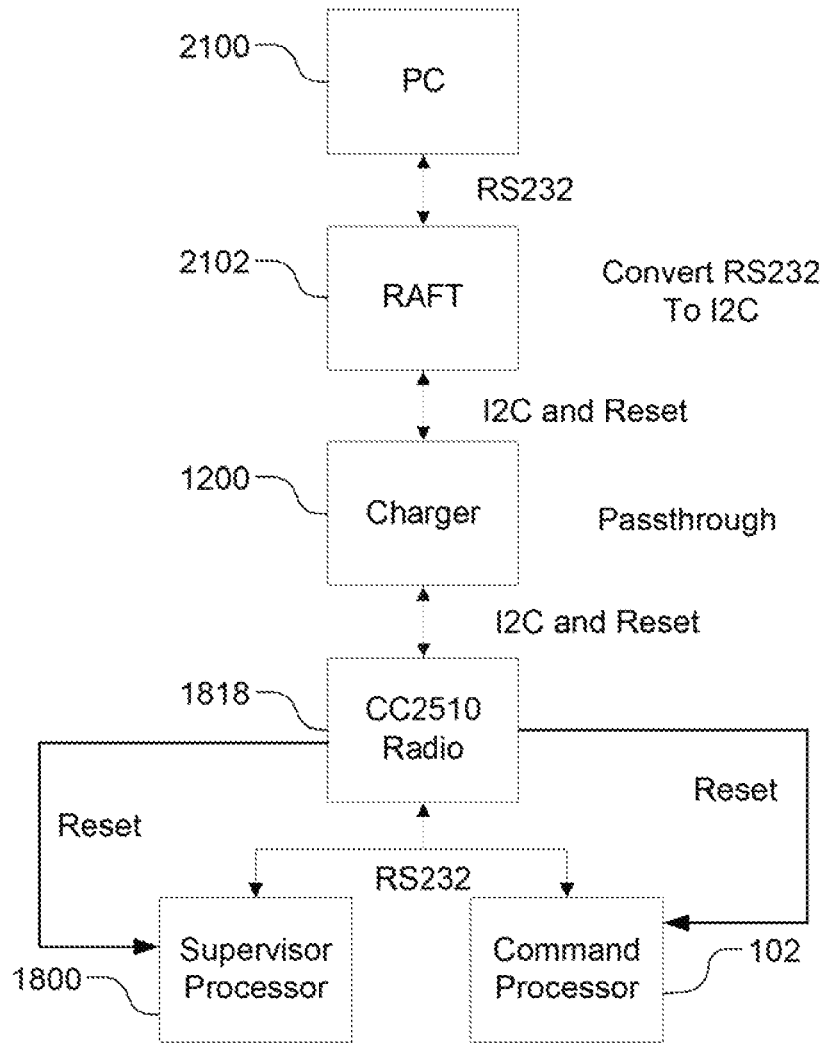 2100
PC
RS232
2102
RAFT
Convert RS232
To I2C
I2C and Reset
1200
Charger
Passthrough
I2C and Reset
1818
CC2510
Radio
Reset
Reset
RS232
Supervisor
Processor
1800
Command
Processor
102